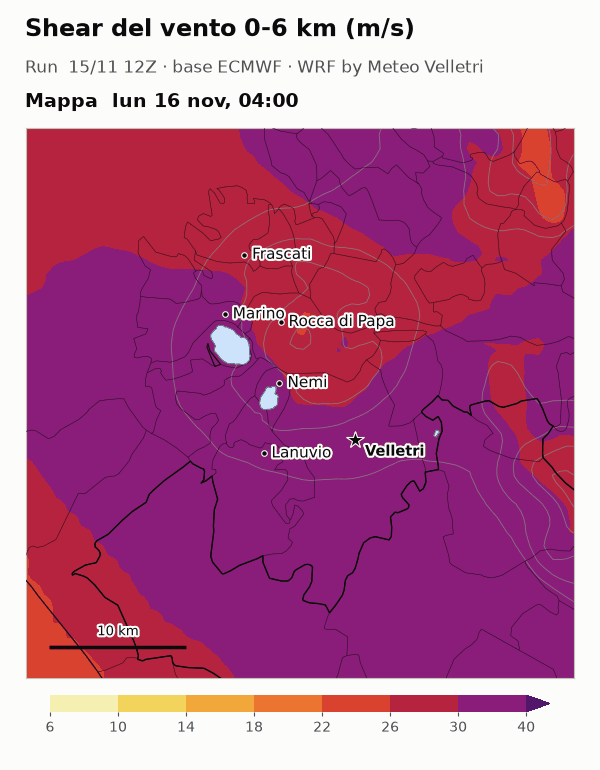 Shear del vento 0-6 km (m/s)
Run  15/11 12Z · base ECMWF · WRF by Meteo Velletri
Mappa  lun 16 nov, 04:00
Frascati
Marino
Rocca di Papa
Nemi
Velletri
Lanuvio
10 km
6 10 14 18 22 26 30 40